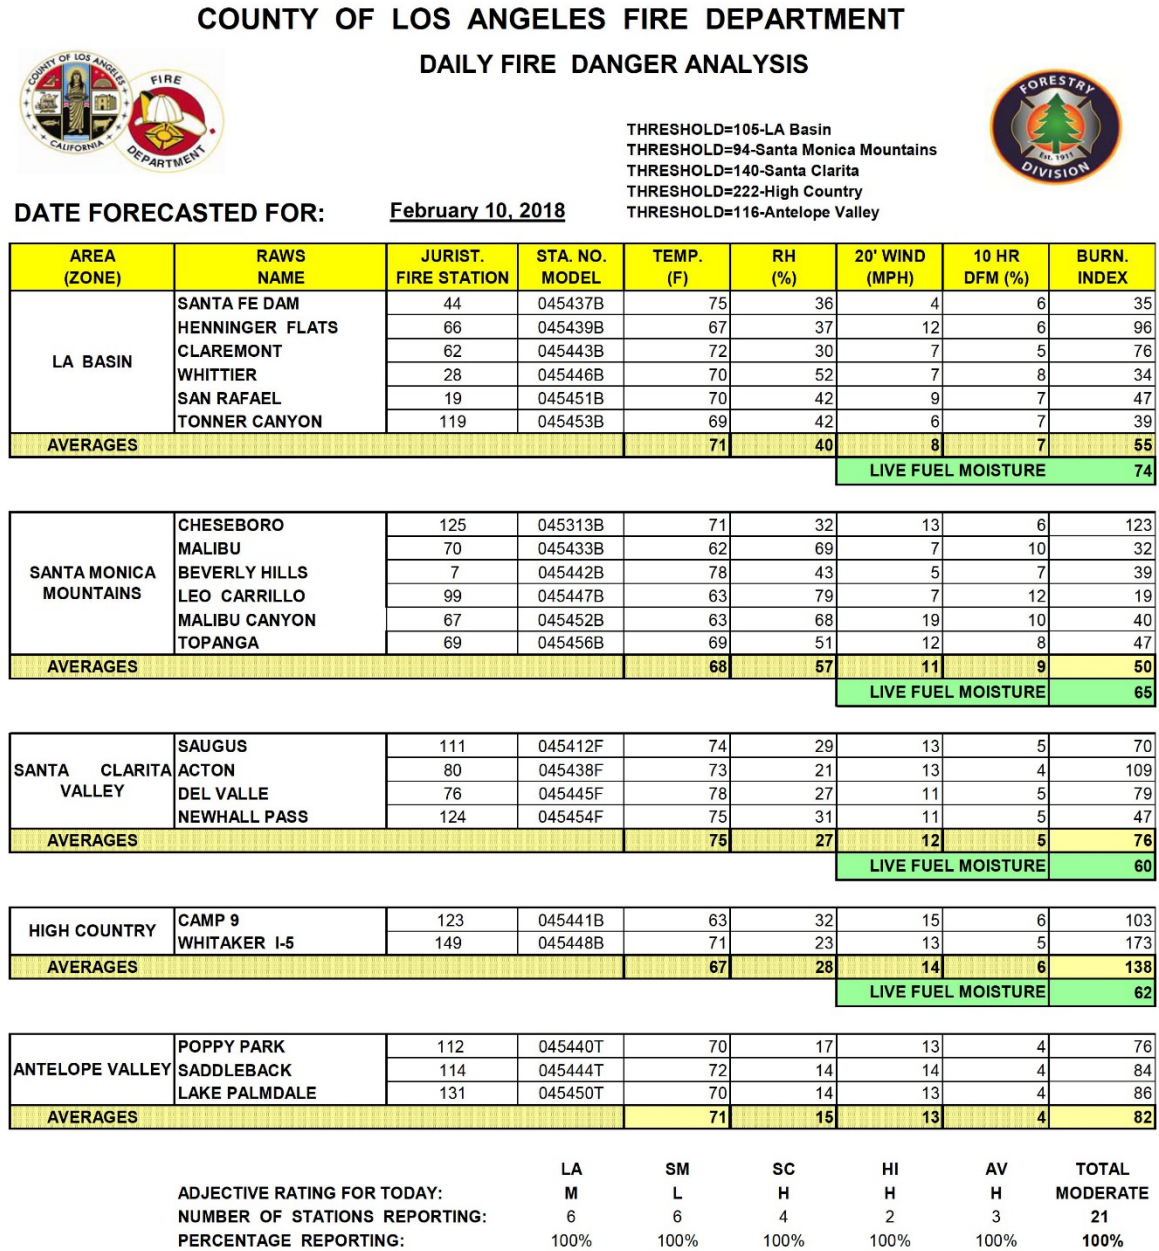 COUNTY OF LOS ANGELES FIRE DEPARTMENT
DAILY FIRE DANGER ANALYSIS
COUNTY OF LOS ANGELES
CALIFORNIA
FIRE
DEPARTMENT
FORESTRY
Est. 1911
DIVISION
THRESHOLD=105-LA Basin
THRESHOLD=94-Santa Monica Mountains
THRESHOLD=140-Santa Clarita
THRESHOLD=222-High Country
THRESHOLD=116-Antelope Valley
DATE FORECASTED FOR: February 10, 2018
AREA RAWS JURIST. STA. NO. TEMP. RH 20' WIND 10 HR BURN.
(ZONE) NAME FIRE STATION MODEL (F) (%) (MPH) DFM (%) INDEX
LA BASIN
SANTA FE DAM 44 045437B 75 36 4 6 35
HENNINGER FLATS 66 045439B 67 37 12 6 96
CLAREMONT 62 045443B 72 30 7 5 76
WHITTIER 28 045446B 70 52 7 8 34
SAN RAFAEL 19 045451B 70 42 9 7 47
TONNER CANYON 119 045453B 69 42 6 7 39
AVERAGES 71 40 8 7 55
LIVE FUEL MOISTURE 74
SANTA MONICA
MOUNTAINS
CHESEBORO 125 045313B 71 32 13 6 123
MALIBU 70 045433B 62 69 7 10 32
BEVERLY HILLS 7 045442B 78 43 5 7 39
LEO CARRILLO 99 045447B 63 79 7 12 19
MALIBU CANYON 67 045452B 63 68 19 10 40
TOPANGA 69 045456B 69 51 12 8 47
AVERAGES 68 57 11 9 50
LIVE FUEL MOISTURE 65
SANTA CLARITA
VALLEY
SAUGUS 111 045412F 74 29 13 5 70
ACTON 80 045438F 73 21 13 4 109
DEL VALLE 76 045445F 78 27 11 5 79
NEWHALL PASS 124 045454F 75 31 11 5 47
AVERAGES 75 27 12 5 76
LIVE FUEL MOISTURE 60
HIGH COUNTRY
CAMP 9 123 045441B 63 32 15 6 103
WHITAKER I-5 149 045448B 71 23 13 5 173
AVERAGES 67 28 14 6 138
LIVE FUEL MOISTURE 62
ANTELOPE VALLEY
POPPY PARK 112 045440T 70 17 13 4 76
SADDLEBACK 114 045444T 72 14 14 4 84
LAKE PALMDALE 131 045450T 70 14 13 4 86
AVERAGES 71 15 13 4 82
LA SM SC HI AV TOTAL
ADJECTIVE RATING FOR TODAY: M L H H H MODERATE
NUMBER OF STATIONS REPORTING: 6 6 4 2 3 21
PERCENTAGE REPORTING: 100% 100% 100% 100% 100% 100%